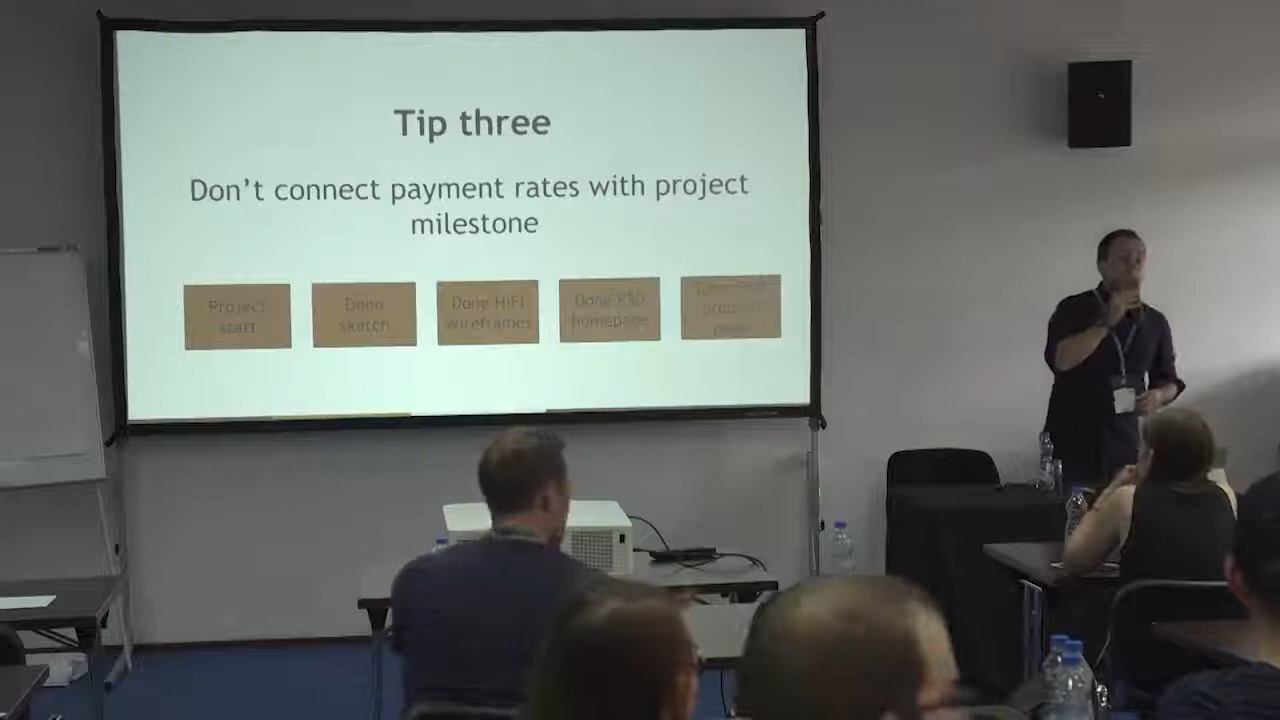 Tip three
Don't connect payment rates with project
milestone
Project
start
Done
sketch
Done HiFi
wireframes
Done PSD
homepage